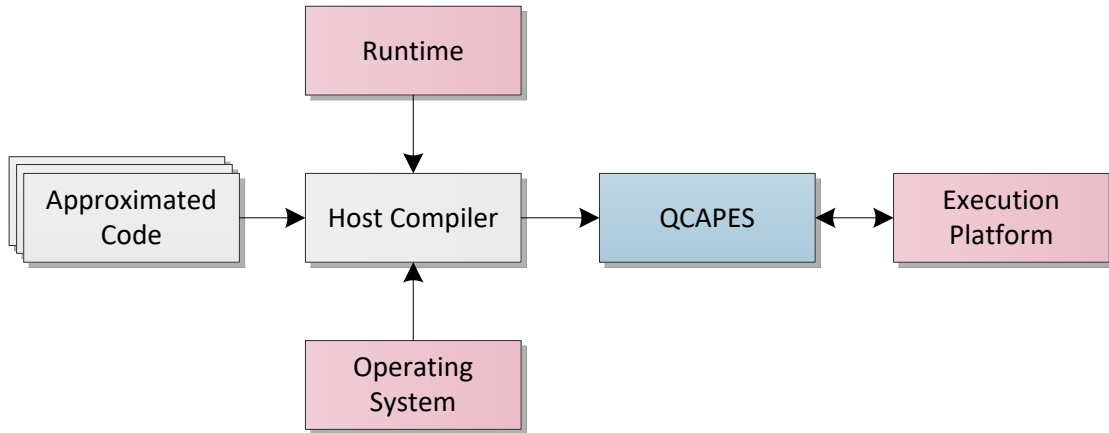 Runtime
Approximated
Code
Host Compiler
QCAPES
Execution
Platform
Operating
System